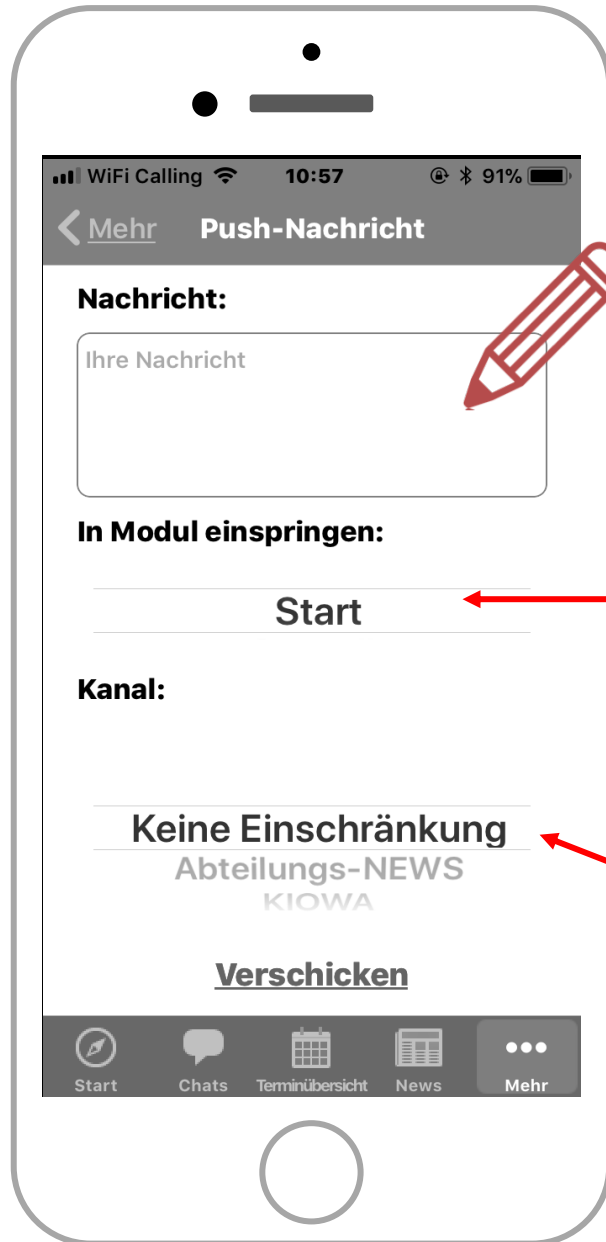 WiFi Calling 10:57 91%
Mehr Push-Nachricht
Nachricht:
Ihre Nachricht
In Modul einspringen:
Start
Kanal:
Keine Einschränkung
Abteilungs-NEWS
KIOWA
Verschicken
Start Chats Terminübersicht News Mehr